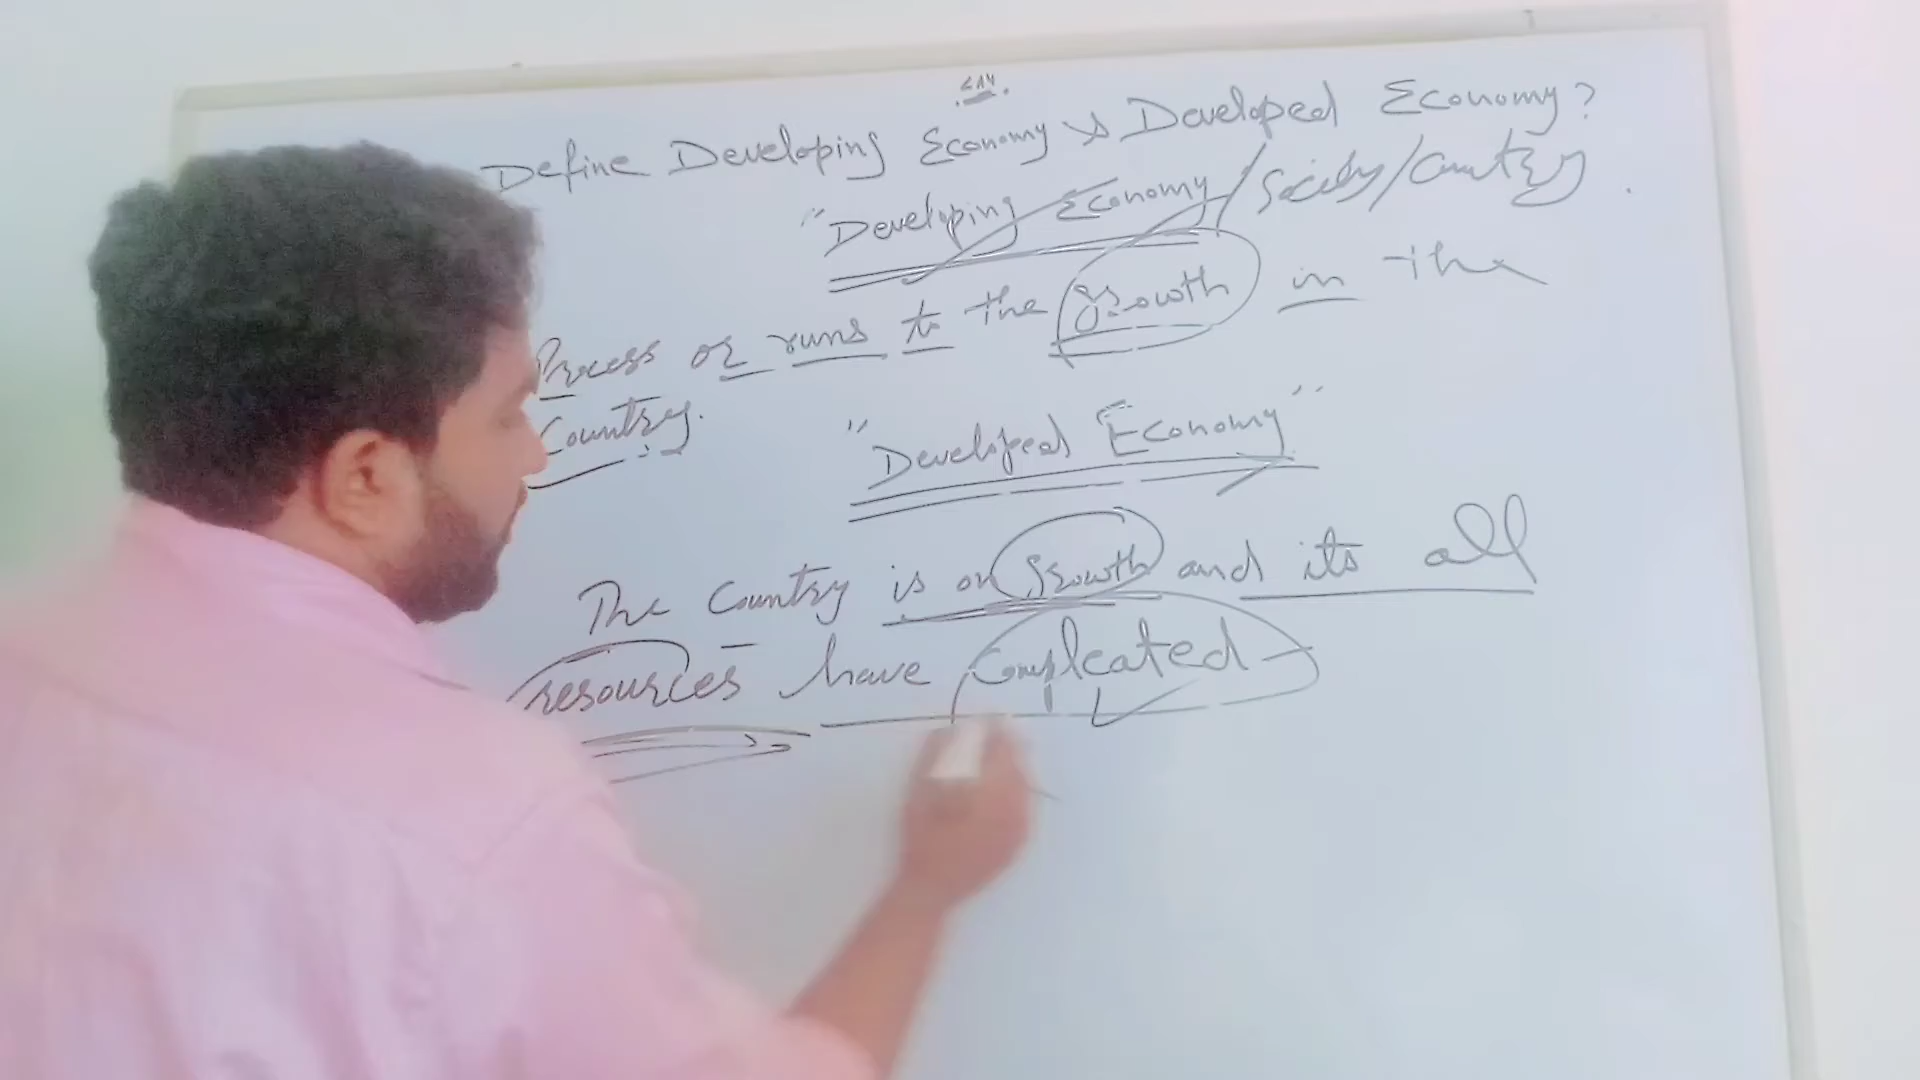 Define Developing Economy & Developed Economy?
"Developing Economy/Society/Country.
Process or runs to the growth in the
Country.
"Developed Economy"
The Country is on growth and its all
resources have compleated